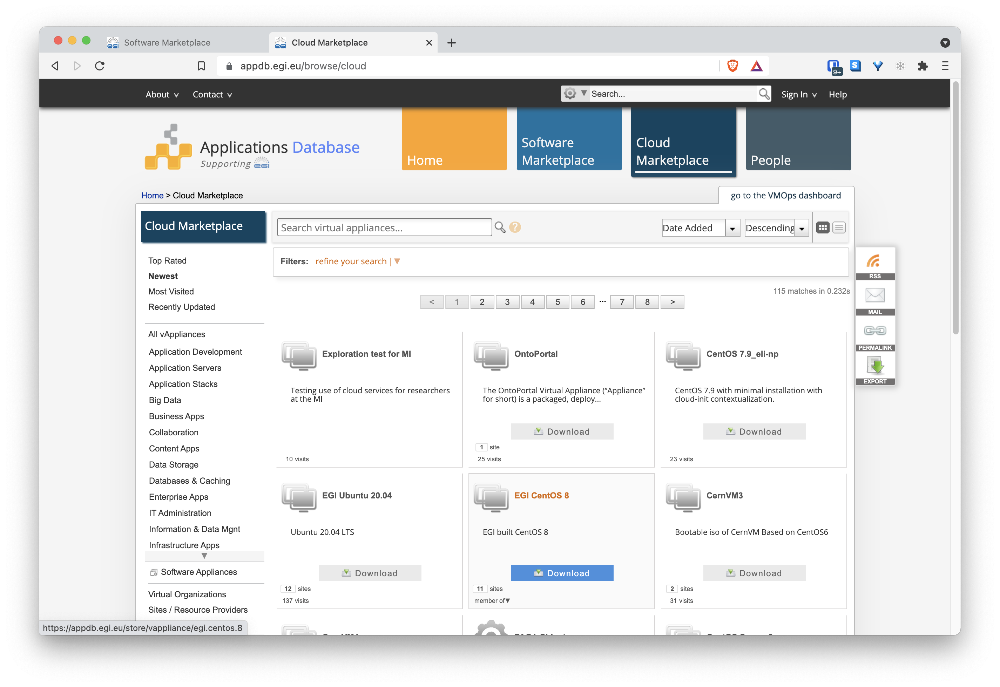 Software Marketplace
Cloud Marketplace
appdb.egi.eu/browse/cloud
9+
About
Contact
Search...
Sign In
Help
Applications Database
Supporting egi
Home
Software
Marketplace
Cloud
Marketplace
People
Home > Cloud Marketplace
go to the VMOps dashboard
Cloud Marketplace
Search virtual appliances...
Date Added
Descending
Filters: refine your search
115 matches in 0.232s
< 1 2 3 4 5 6 ... 7 8 >
Top Rated
Newest
Most Visited
Recently Updated
All vAppliances
Application Development
Application Servers
Application Stacks
Big Data
Business Apps
Collaboration
Content Apps
Data Storage
Databases & Caching
Enterprise Apps
IT Administration
Information & Data Mgnt
Infrastructure Apps
Software Appliances
Virtual Organizations
Sites / Resource Providers
Exploration test for MI
Testing use of cloud services for researchers
at the MI
10 visits
OntoPortal
The OntoPortal Virtual Appliance (“Appliance”
for short) is a packaged, deploy...
Download
1 site
25 visits
CentOS 7.9_eli-np
CentOS 7.9 with minimal installation with
cloud-init contextualization.
Download
23 visits
EGI Ubuntu 20.04
Ubuntu 20.04 LTS
Download
12 sites
137 visits
EGI CentOS 8
EGI built CentOS 8
Download
11 sites
member of
CernVM3
Bootable iso of CernVM Based on CentOS6
Download
2 sites
31 visits
RSS
MAIL
PERMALINK
EXPORT
https://appdb.egi.eu/store/vappliance/egi.centos.8